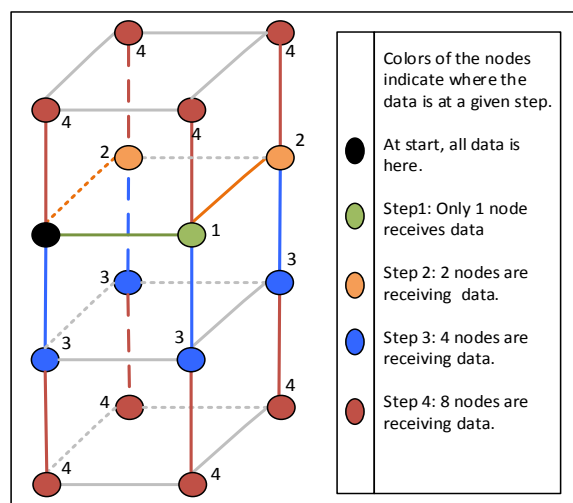 4
4
4
4
2
2
1
3
3
3
3
4
4
4
4
Colors of the nodes
indicate where the
data is at a given step.
At start, all data is
here.
Step1: Only 1 node
receives data
Step 2: 2 nodes are
receiving  data.
Step 3: 4 nodes are
receiving data.
Step 4: 8 nodes are
receiving data.